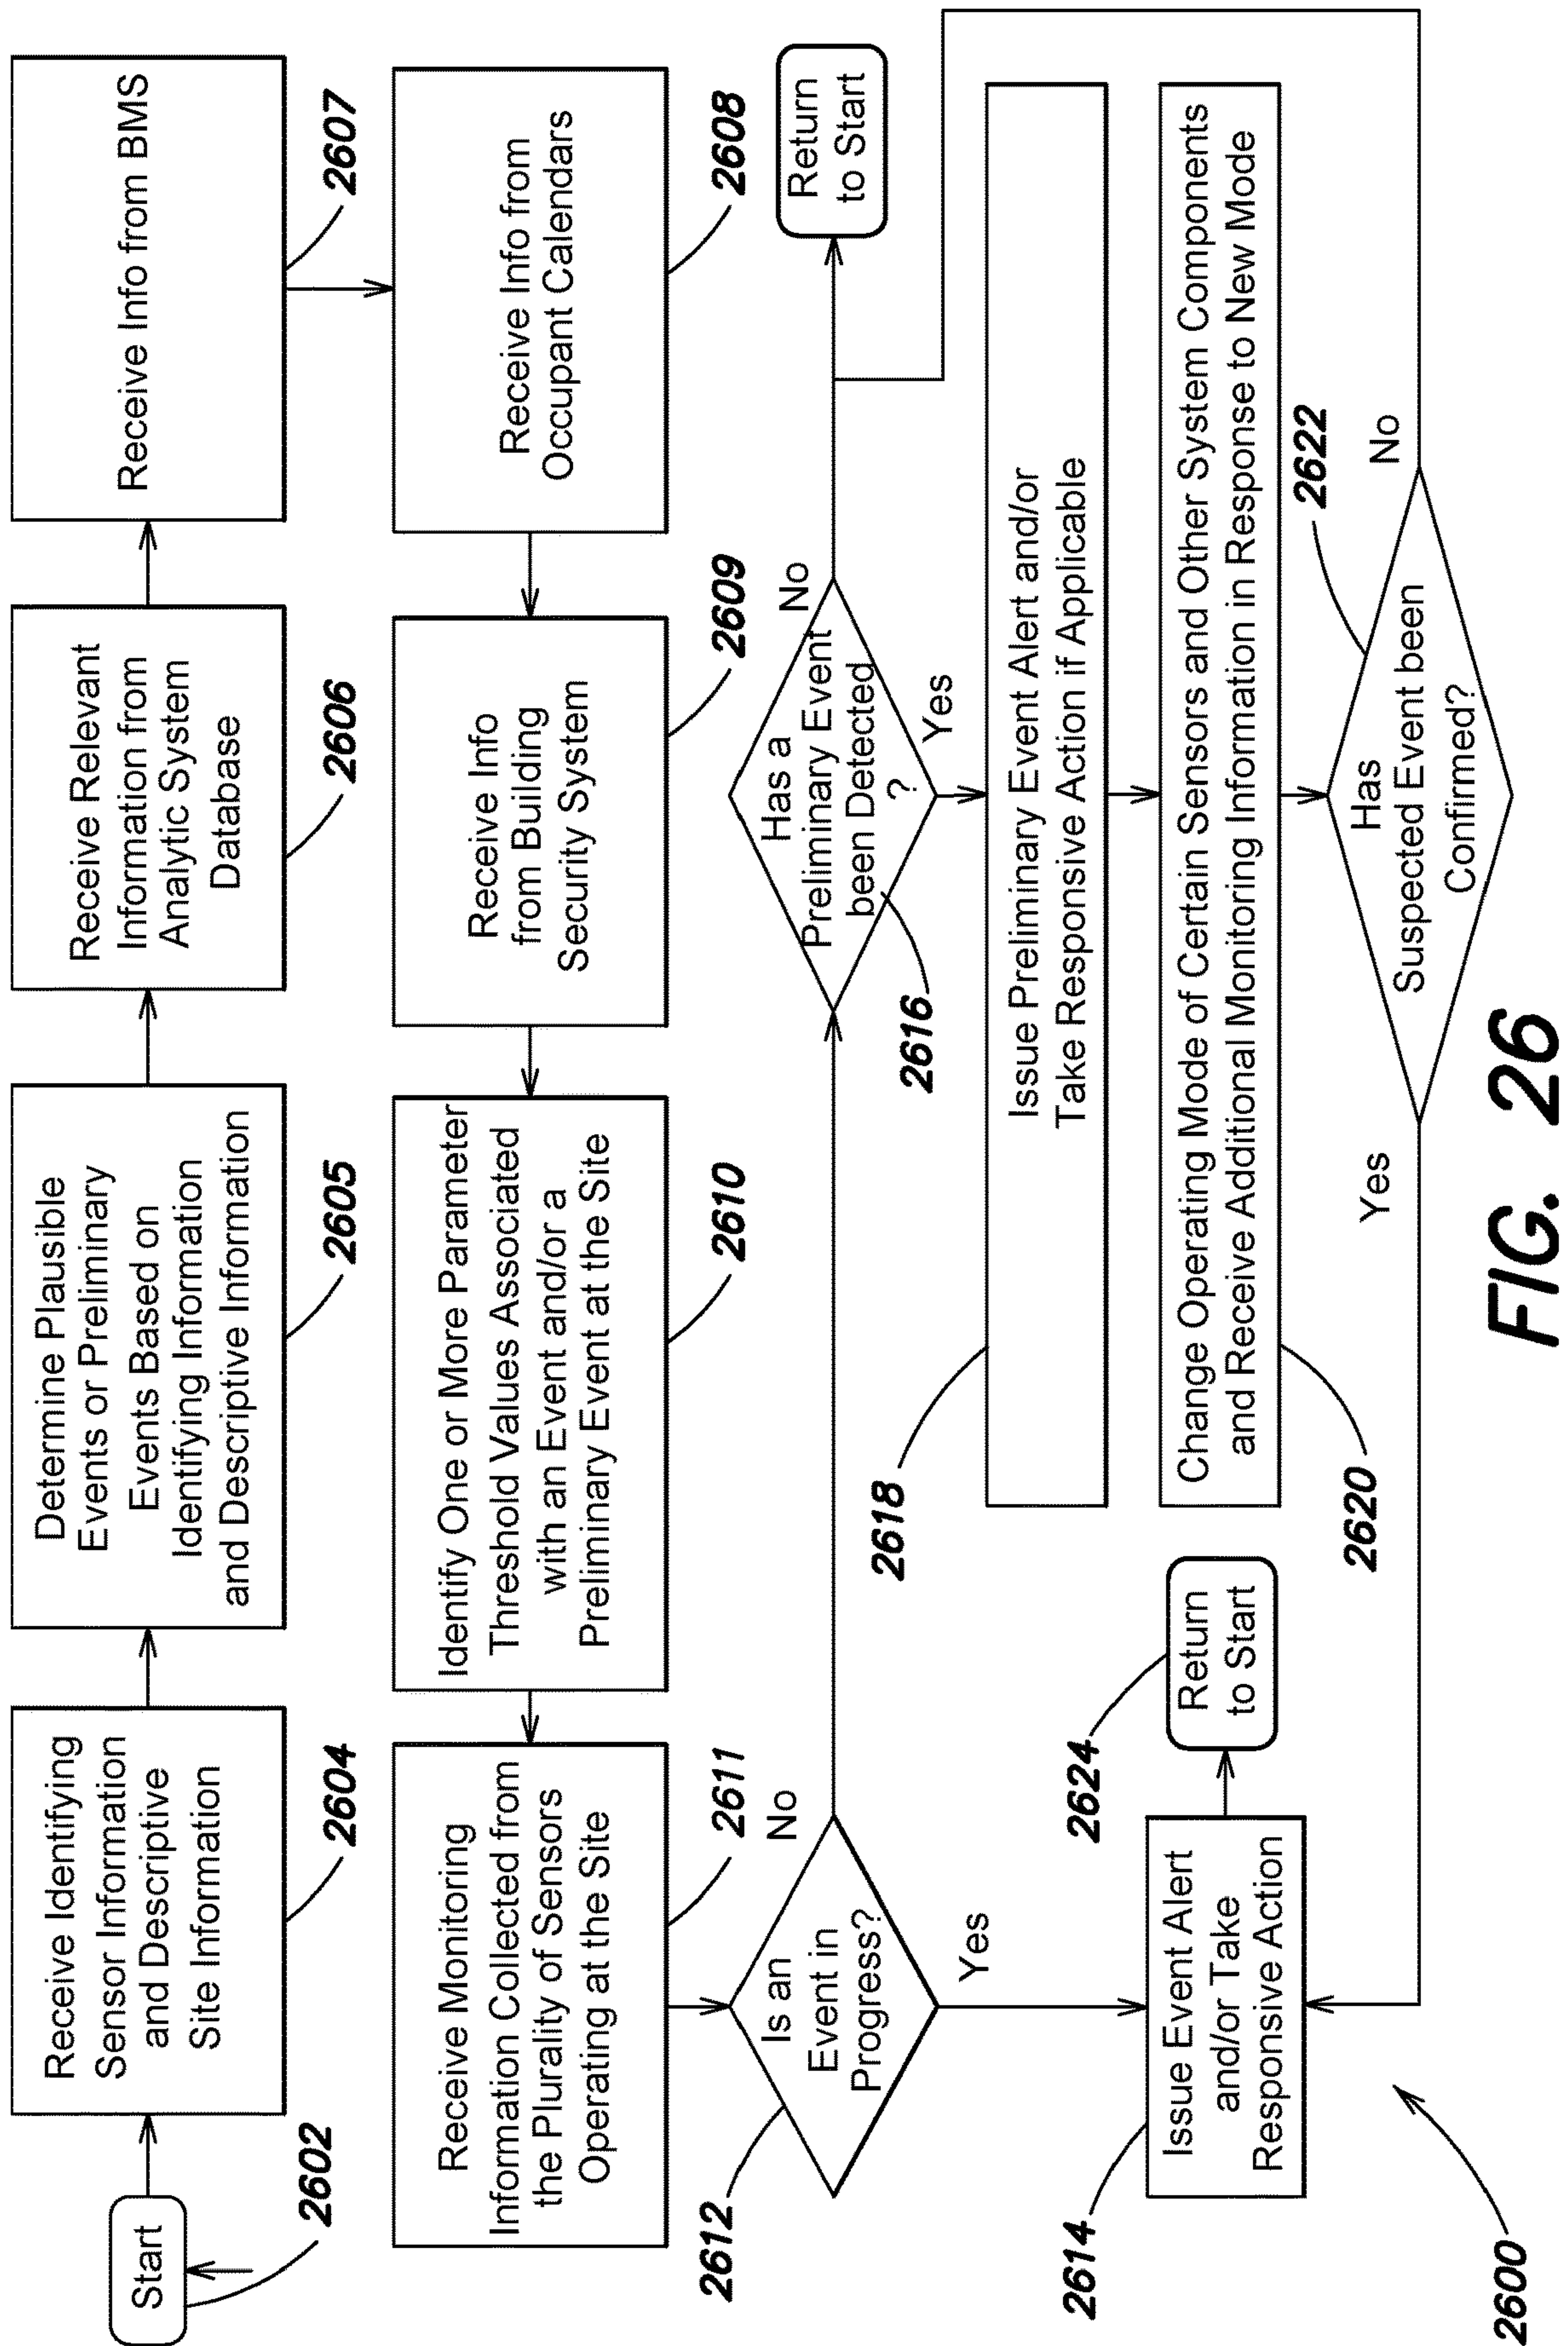 Start
2602
Receive Identifying
Sensor Information
and Descriptive
Site Information
2604
Determine Plausible
Events or Preliminary
Events Based on
Identifying Information
and Descriptive Information
2605
Receive Relevant
Information from
Analytic System
Database
2606
Receive Info from BMS
2607
Receive Info from
Occupant Calendars
2608
Receive Info
from Building
Security System
2609
Identify One or More Parameter
Threshold Values Associated
with an Event and/or a
Preliminary Event at the Site
2610
Receive Monitoring
Information Collected from
the Plurality of Sensors
Operating at the Site
2611
Is an
Event in
Progress?
2612
No
Yes
Has a
Preliminary Event
been Detected
?
2616
No
Yes
Return
to Start
Issue Preliminary Event Alert and/or
Take Responsive Action if Applicable
2618
Change Operating Mode of Certain Sensors and Other System Components
and Receive Additional Monitoring Information in Response to New Mode
2620
Has
Suspected Event been
Confirmed?
2622
No
Yes
Issue Event Alert
and/or Take
Responsive Action
2614
Return
to Start
2624
2600
FIG. 26